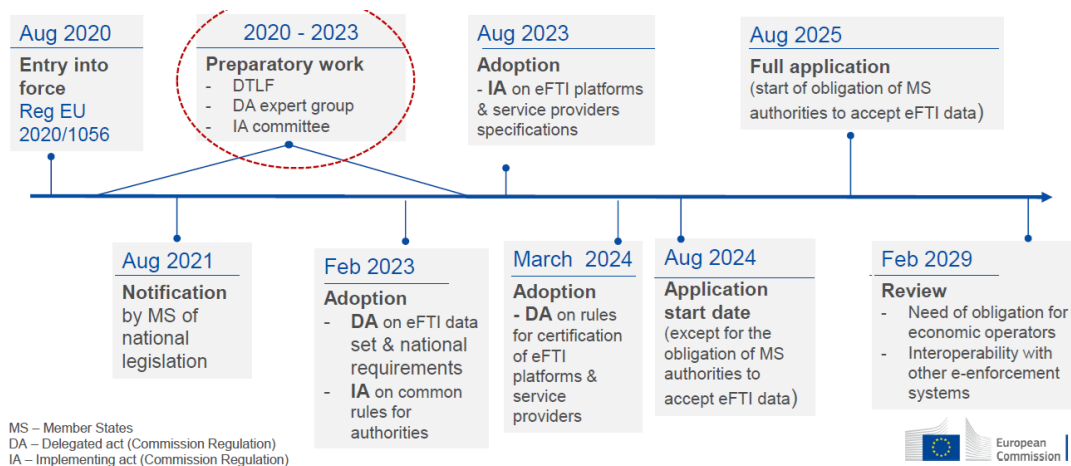 Aug 2020
Entry into
force
Reg EU
2020/1056
2020 - 2023
Preparatory work
- DTLF
- DA expert group
- IA committee
Aug 2023
Adoption
- IA on eFTI platforms
& service providers
specifications
Aug 2025
Full application
(start of obligation of MS
authorities to accept eFTI data)
Aug 2021
Notification
by MS of
national
legislation
Feb 2023
Adoption
- DA on eFTI data
set & national
requirements
- IA on common
rules for
authorities
March 2024
Adoption
- DA on rules
for certification
of eFTI
platforms &
service
providers
Aug 2024
Application
start date
(except for the
obligation of MS
authorities to
accept eFTI data)
Feb 2029
Review
- Need of obligation for
economic operators
- Interoperability with
other e-enforcement
systems
MS – Member States
DA – Delegated act (Commission Regulation)
IA – Implementing act (Commission Regulation)
European
Commission